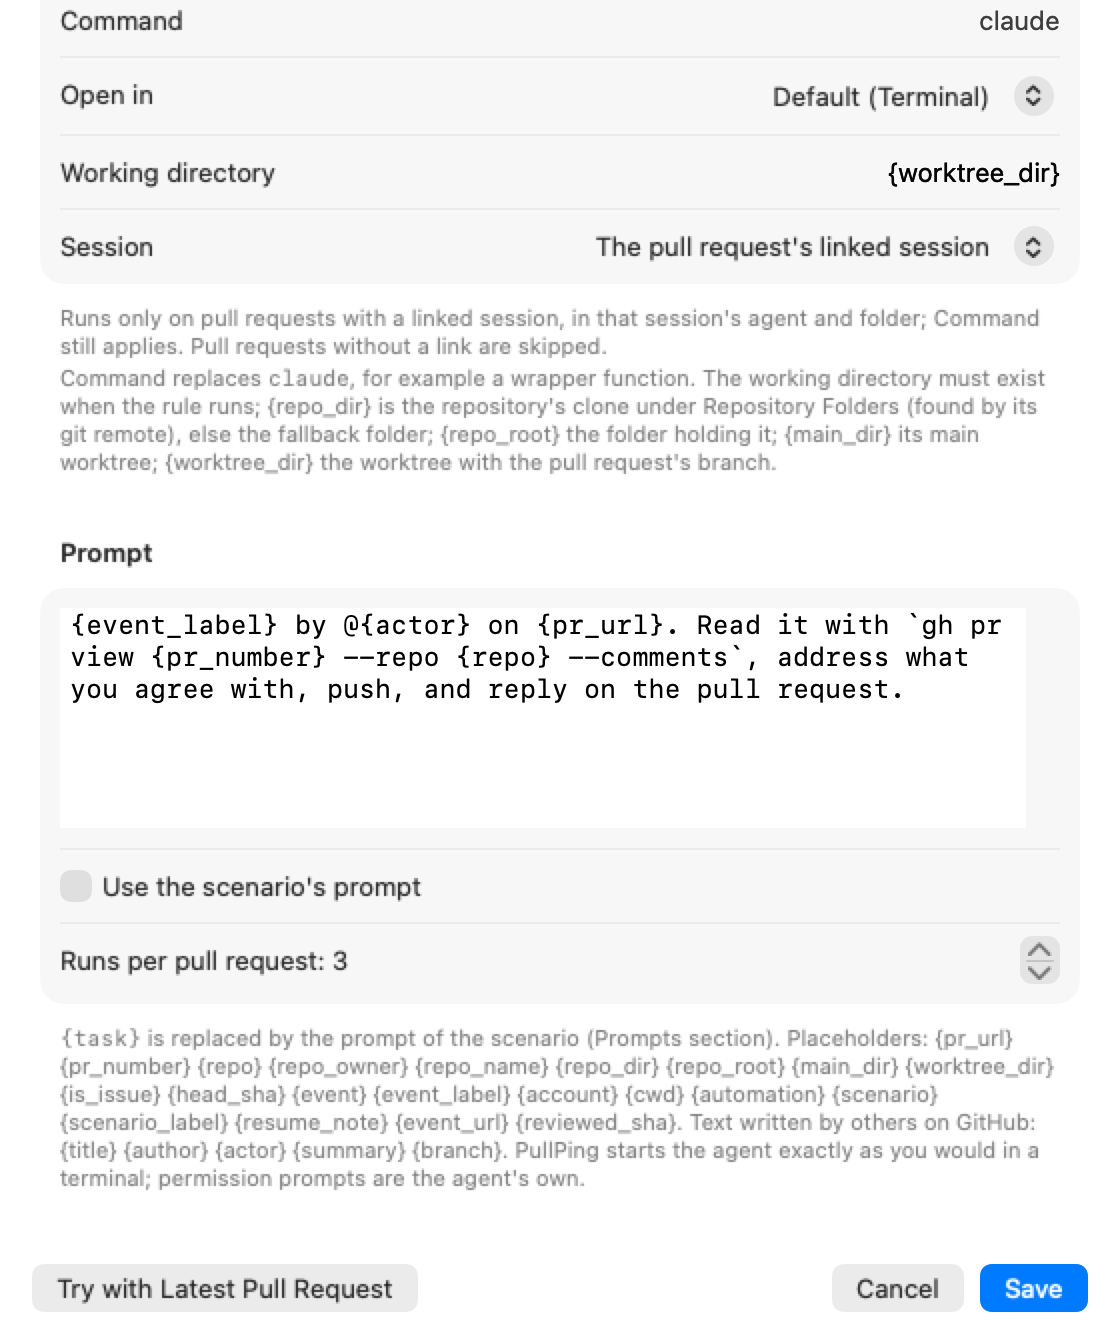 Command claude
Open in Default (Terminal)
Working directory {worktree_dir}
Session The pull request's linked session
Runs only on pull requests with a linked session, in that session's agent and folder; Command
still applies. Pull requests without a link are skipped.
Command replaces claude, for example a wrapper function. The working directory must exist
when the rule runs; {repo_dir} is the repository's clone under Repository Folders (found by its
git remote), else the fallback folder; {repo_root} the folder holding it; {main_dir} its main
worktree; {worktree_dir} the worktree with the pull request's branch.
Prompt
{event_label} by @{actor} on {pr_url}. Read it with `gh pr
view {pr_number} --repo {repo} --comments`, address what
you agree with, push, and reply on the pull request.
Use the scenario's prompt
Runs per pull request: 3
{task} is replaced by the prompt of the scenario (Prompts section). Placeholders: {pr_url}
{pr_number} {repo} {repo_owner} {repo_name} {repo_dir} {repo_root} {main_dir} {worktree_dir}
{is_issue} {head_sha} {event} {event_label} {account} {cwd} {automation} {scenario}
{scenario_label} {resume_note} {event_url} {reviewed_sha}. Text written by others on GitHub:
{title} {author} {actor} {summary} {branch}. PullPing starts the agent exactly as you would in a
terminal; permission prompts are the agent's own.
Try with Latest Pull Request Cancel Save